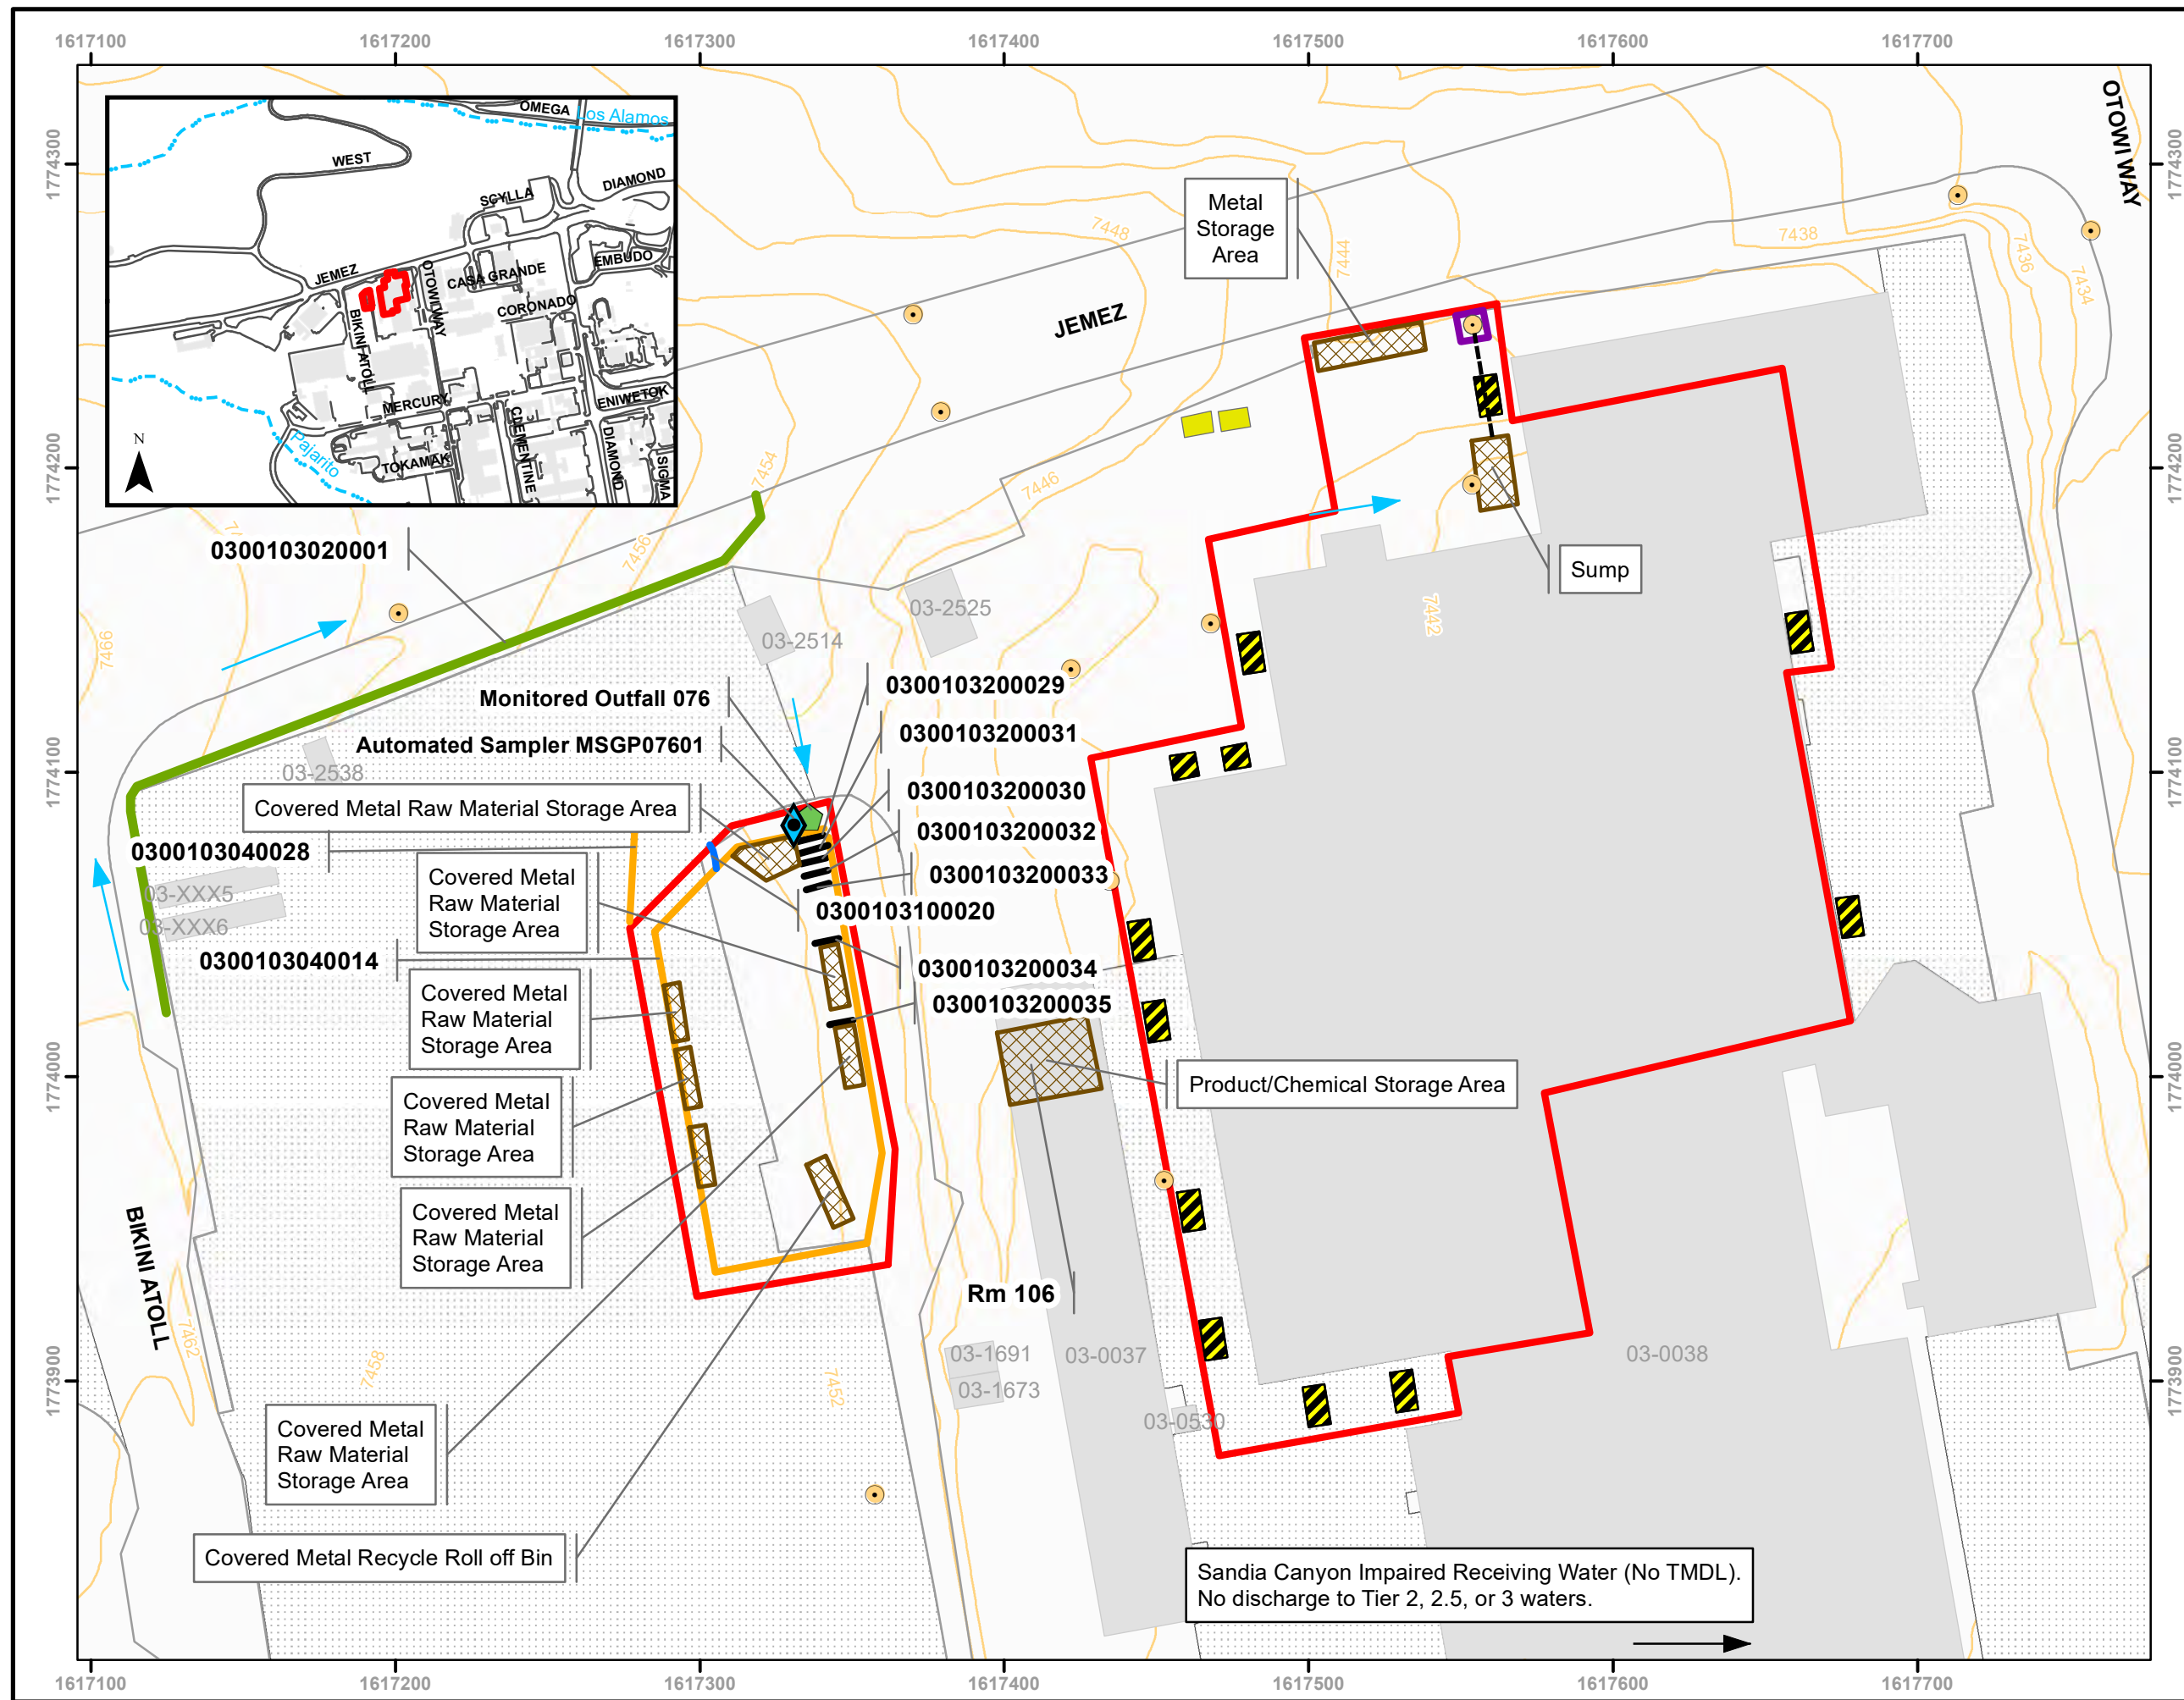 1617100
1617200
1617300
1617400
1617500
1617600
1617700
1774300
1774200
1774100
1774000
1773900
1774300
1774200
1774100
1774000
1773900
OMEGA
Los Alamos
WEST
DIAMOND
SCYLLA
EMBUDO
JEMEZ
OTOWI WAY
CASA GRANDE
CORONADO
BIKINI ATOLL
MERCURY
ENIWETOK
CLEMENTINE
DIAMOND
SIGMA
Pajarito
TOKAMAK
N
OTOWI WAY
Metal
Storage
Area
7448
7444
7438
7436
7434
JEMEZ
7454
7446
7456
7466
7442
0300103020001
Sump
03-2525
03-2514
0300103200029
Monitored Outfall 076
0300103200031
Automated Sampler MSGP07601
03-2538
0300103200030
Covered Metal Raw Material Storage Area
0300103200032
0300103040028
Covered Metal
Raw Material
Storage Area
0300103200033
03-XXX5
0300103100020
03-XXX6
0300103040014
0300103200034
Covered Metal
Raw Material
Storage Area
0300103200035
Product/Chemical Storage Area
Covered Metal
Raw Material
Storage Area
Covered Metal
Raw Material
Storage Area
BIKINI ATOLL
Rm 106
7462
7458
7452
03-1691
03-0037
03-0038
03-1673
03-0530
Covered Metal
Raw Material
Storage Area
Covered Metal Recycle Roll off Bin
Sandia Canyon Impaired Receiving Water (No TMDL).
No discharge to Tier 2, 2.5, or 3 waters.
1617100
1617200
1617300
1617400
1617500
1617600
1617700